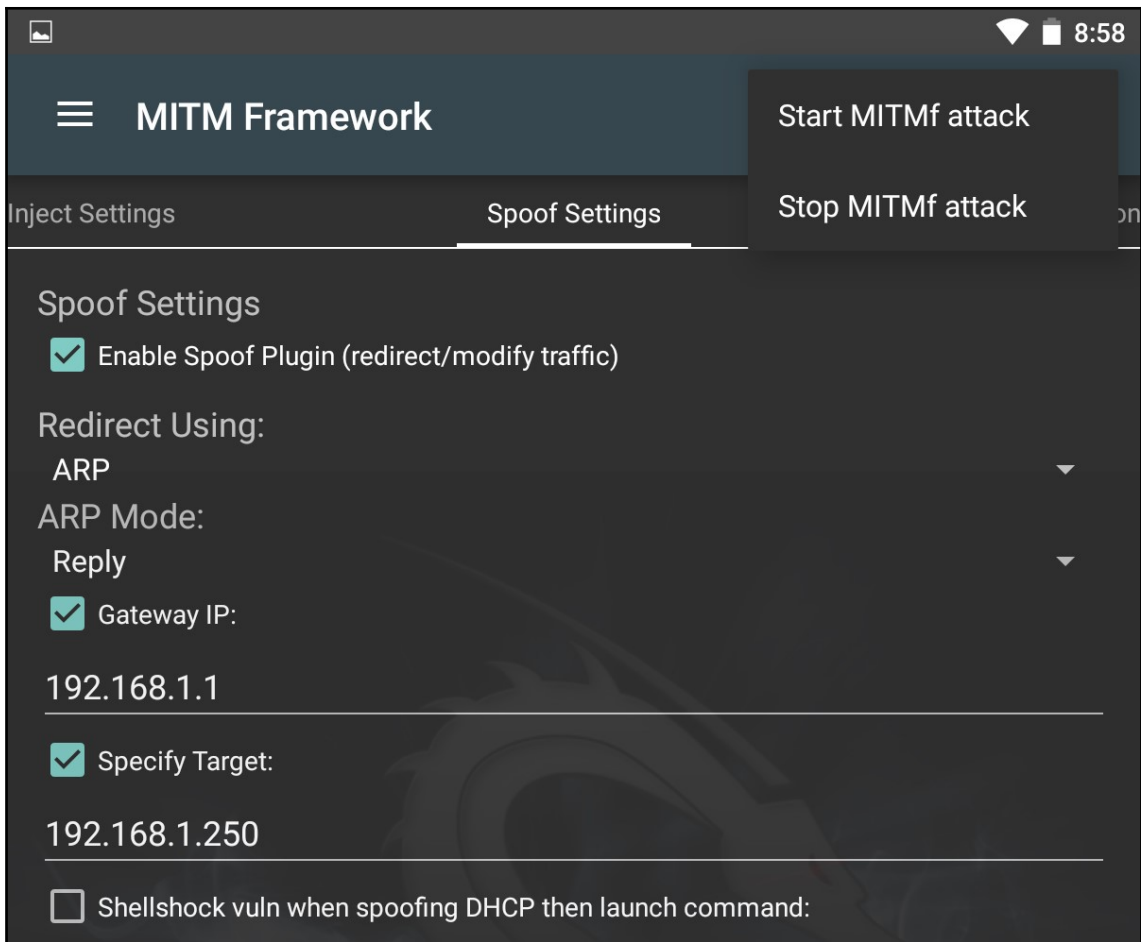 8:58
MITM Framework
Start MITMf attack
Stop MITMf attack
Inject Settings
Spoof Settings
Spoof Settings
Enable Spoof Plugin (redirect/modify traffic)
Redirect Using:
ARP
ARP Mode:
Reply
Gateway IP:
192.168.1.1
Specify Target:
192.168.1.250
Shellshock vuln when spoofing DHCP then launch command: